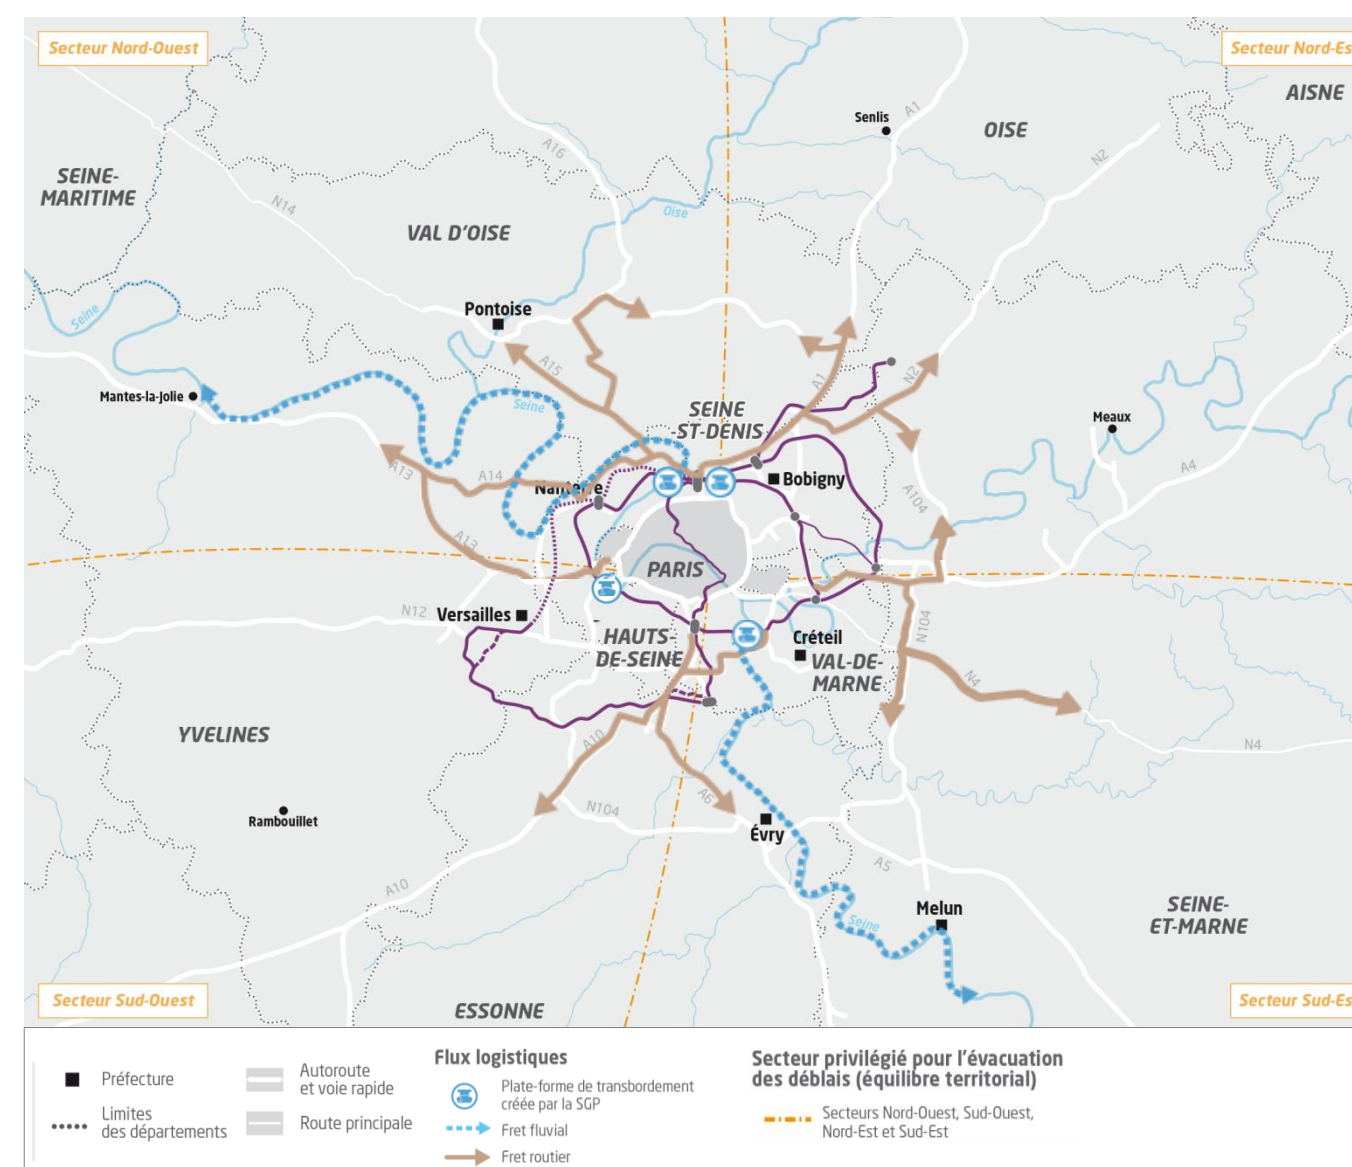 Secteur Nord-Ouest
Secteur Nord-Es
AISNE
Senlis
A1
OISE
A16
N2
SEINE-
MARITIME
N14
Oise
VAL D'OISE
Seine
Pontoise
A15
A1
N2
Mantes-la-Jolie
Seine
SEINE
-ST-DENIS
Meaux
A13
A14
Nanterre
Bobigny
A4
A104
A13
PARIS
N12
Versailles
HAUTS-
DE-SEINE
Créteil
VAL-DE-
MARNE
N104
N4
YVELINES
A10
N4
A6
N104
Rambouillet
Évry
A5
A10
Seine
Melun
SEINE-
ET-MARNE
Secteur Sud-Ouest
ESSONNE
Secteur Sud-Es
Préfecture
Limites
des départements
Autoroute
et voie rapide
Route principale
Flux logistiques
Plate-forme de transbordement
créée par la SGP
Fret fluvial
Fret routier
Secteur privilégié pour l'évacuation
des déblais (équilibre territorial)
Secteurs Nord-Ouest, Sud-Ouest,
Nord-Est et Sud-Est